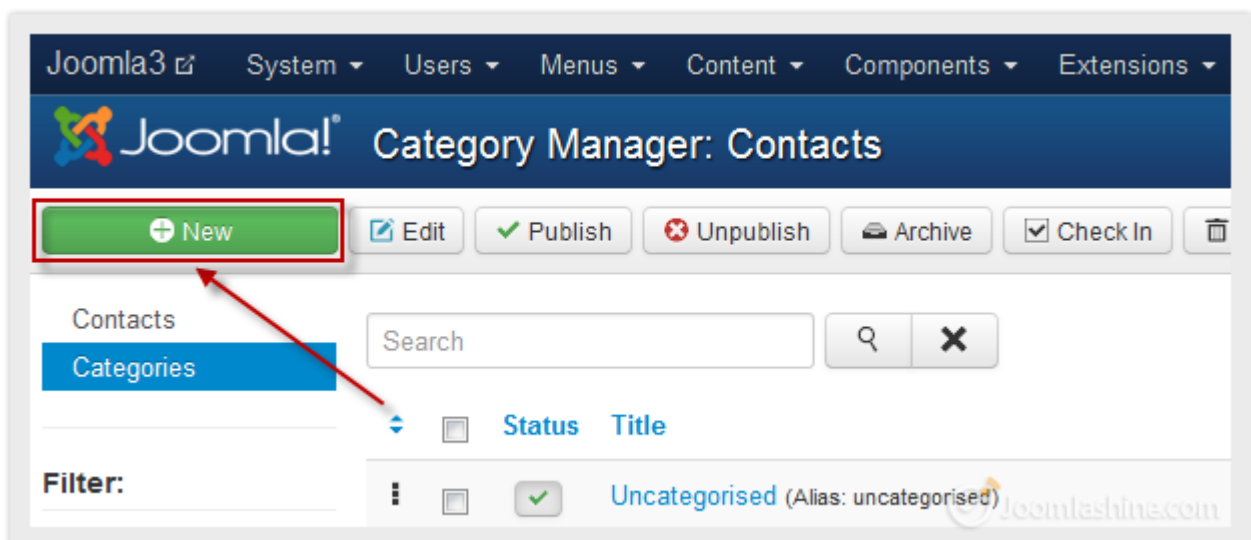 Joomla3 System Users Menus Content Components Extensions
Joomla! Category Manager: Contacts
New Edit Publish Unpublish Archive Check In
Contacts
Search
Categories
Status Title
Filter:
Uncategorised (Alias: uncategorised)
Joomlashine.com